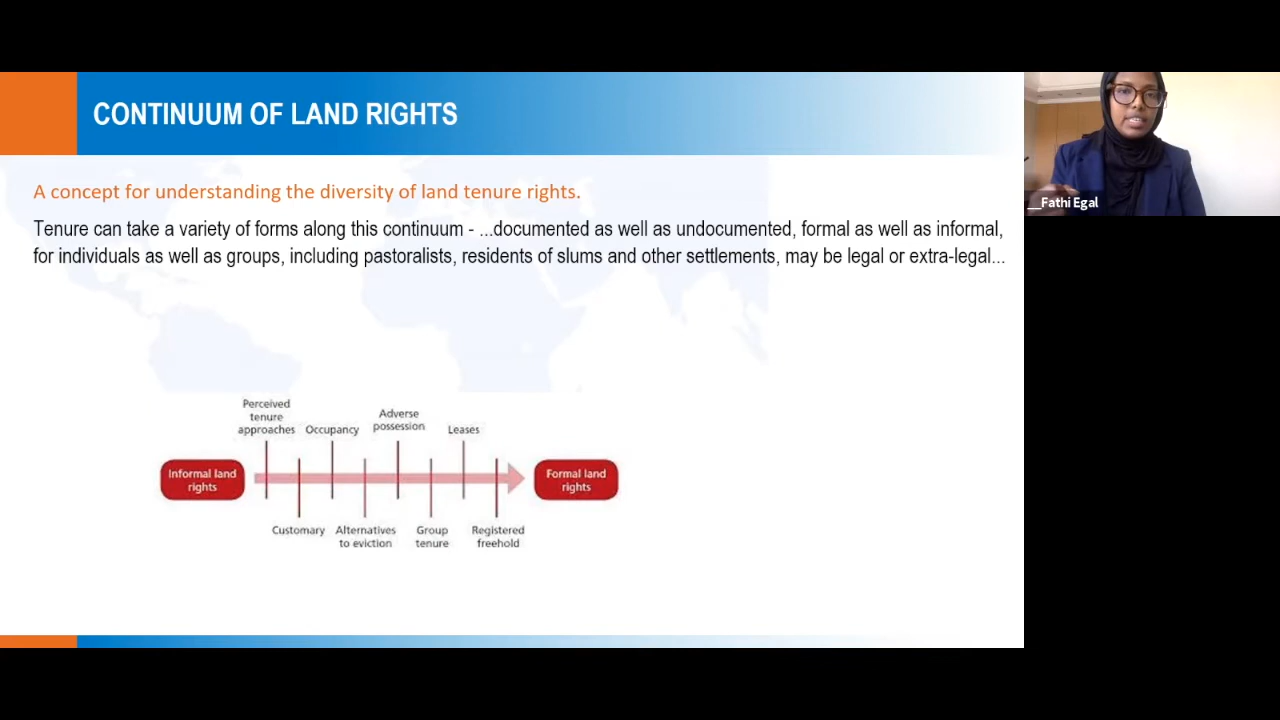 CONTINUUM OF LAND RIGHTS
A concept for understanding the diversity of land tenure rights.
Tenure can take a variety of forms along this continuum - ...documented as well as undocumented, formal as well as informal,
for individuals as well as groups, including pastoralists, residents of slums and other settlements, may be legal or extra-legal...
__Fathi Egal
Perceived
tenure
approaches
Occupancy
Adverse
possession
Leases
Informal land
rights
Formal land
rights
Customary
Alternatives
to eviction
Group
tenure
Registered
freehold